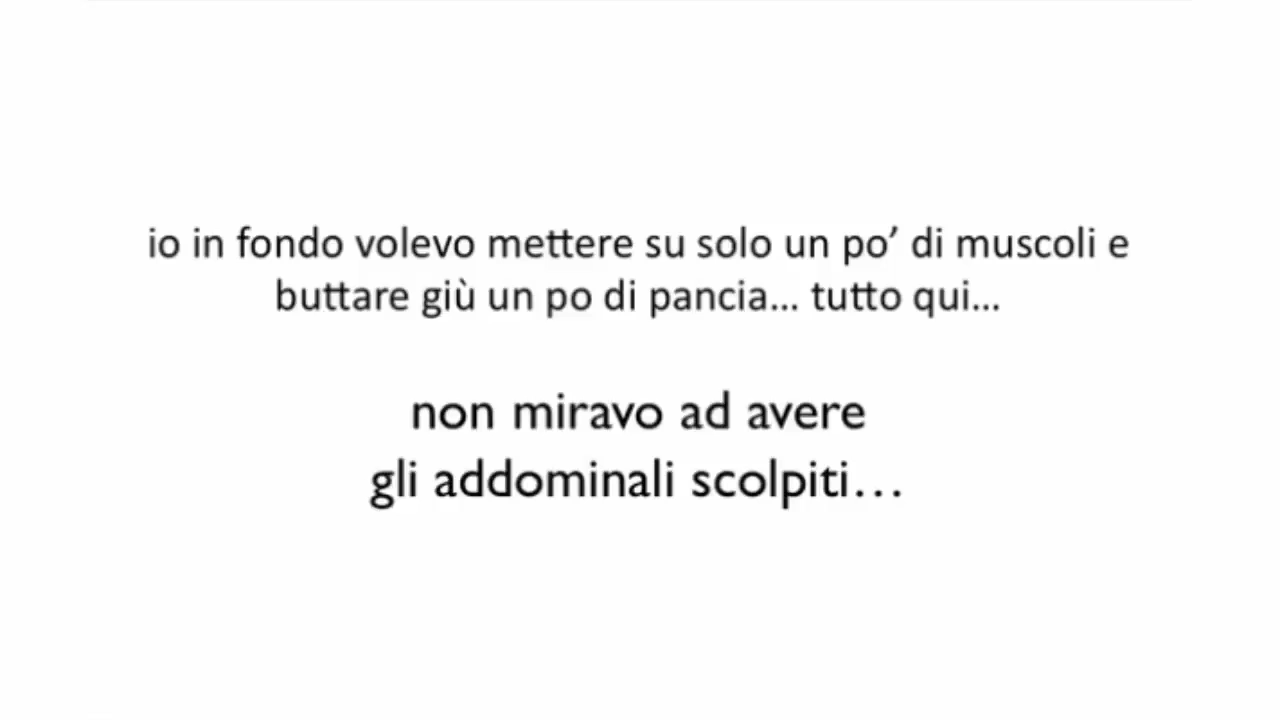 io in fondo volevo mettere su solo un po’ di muscoli e
buttare giù un po di pancia... tutto qui...
non miravo ad avere
gli addominali scolpiti...